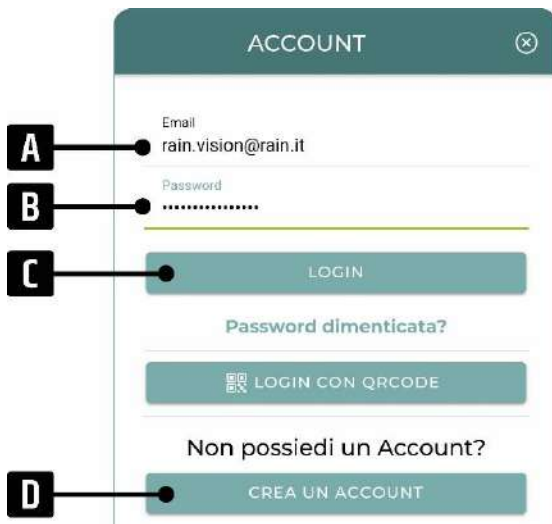 ACCOUNT
Email
A rain.vision@rain.it
Password
B ••••••••••••••••
C LOGIN
Password dimenticata?
LOGIN CON QRCODE
Non possiedi un Account?
D CREA UN ACCOUNT